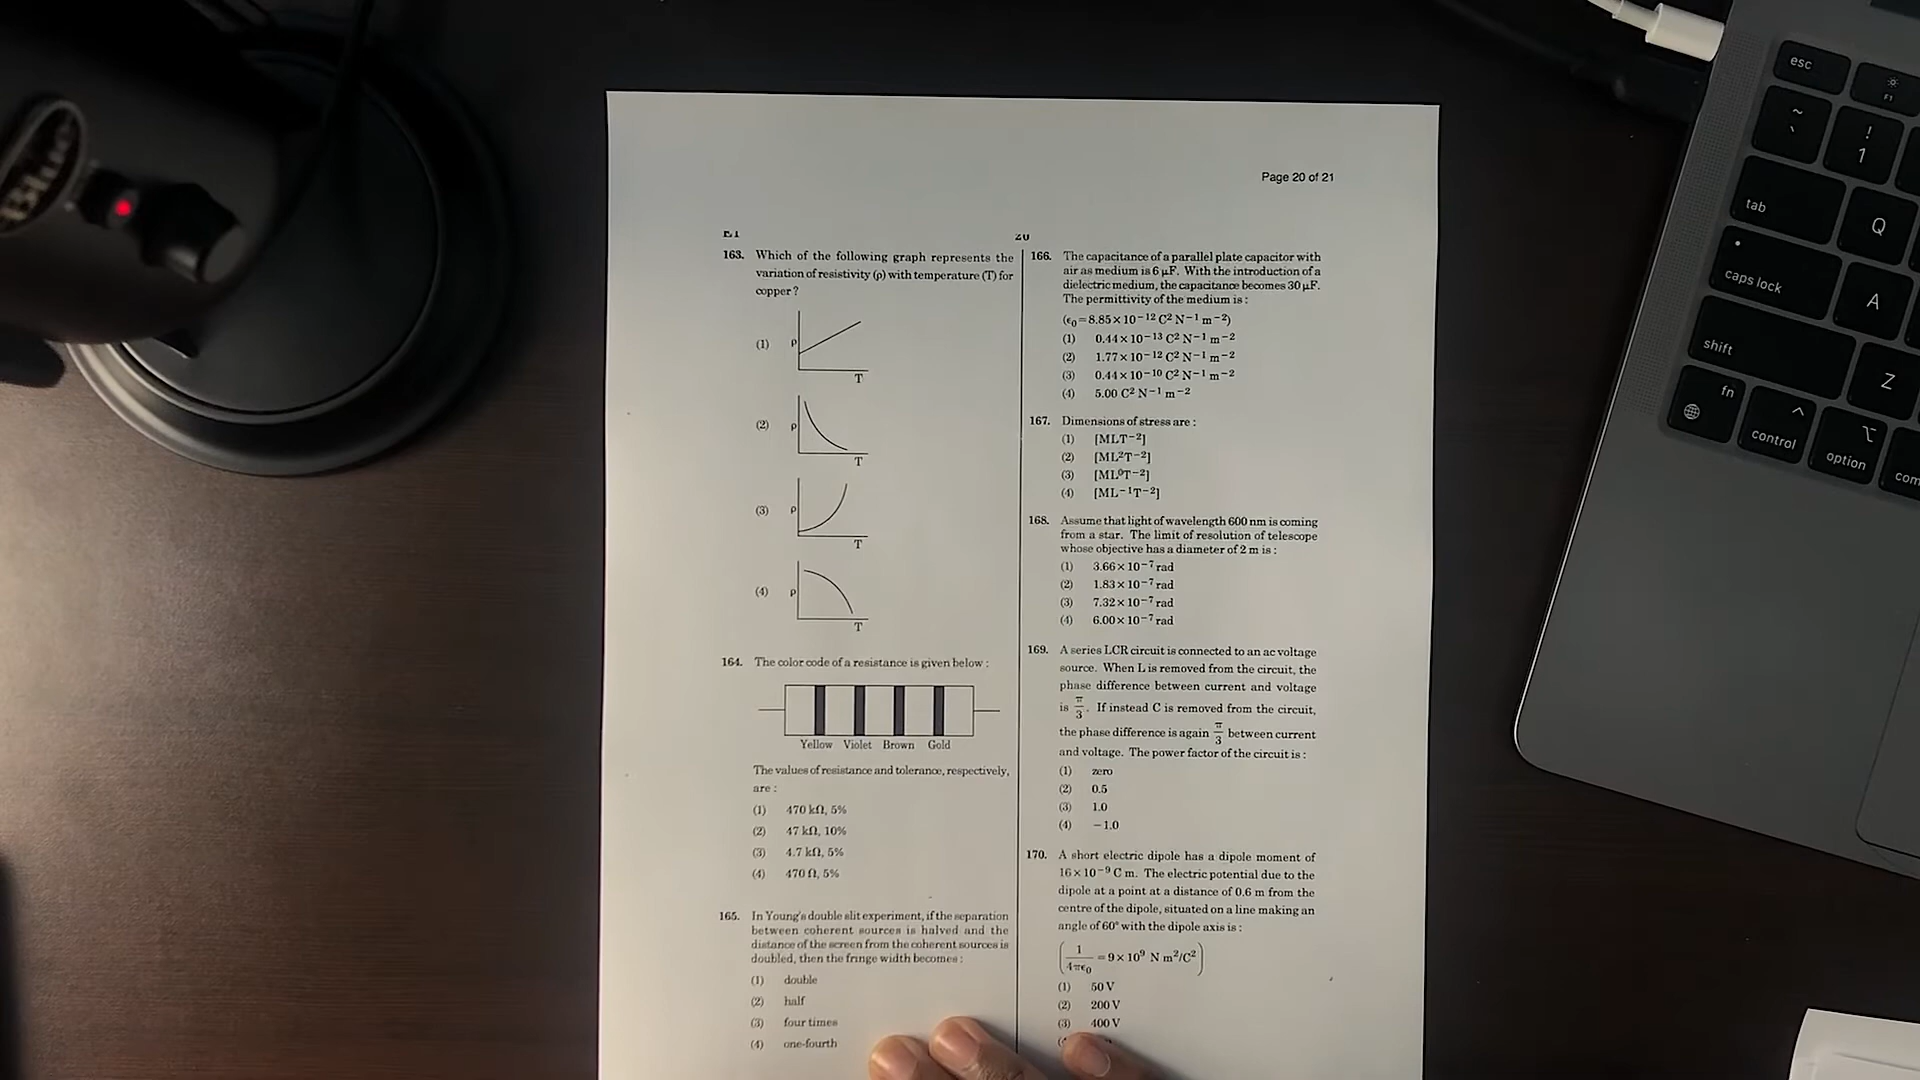 Blue
Page 20 of 21
20
163. Which of the following graph represents the
variation of resistivity (ρ) with temperature (T) for
copper ?
(1) ρ
T
(2) ρ
T
(3) ρ
T
(4) ρ
T
164. The color code of a resistance is given below :
Yellow Violet Brown Gold
The values of resistance and tolerance, respectively,
are :
(1) 470 kΩ, 5%
(2) 47 kΩ, 10%
(3) 4.7 kΩ, 5%
(4) 470 Ω, 5%
165. In Young's double slit experiment, if the separation
between coherent sources is halved and the
distance of the screen from the coherent sources is
doubled, then the fringe width becomes :
(1) double
(2) half
(3) four times
(4) one-fourth
166. The capacitance of a parallel plate capacitor with
air as medium is 6 μF. With the introduction of a
dielectric medium, the capacitance becomes 30 μF.
The permittivity of the medium is :
(ϵ₀ = 8.85 × 10⁻¹² C² N⁻¹ m⁻²)
(1) 0.44 × 10⁻¹³ C² N⁻¹ m⁻²
(2) 1.77 × 10⁻¹² C² N⁻¹ m⁻²
(3) 0.44 × 10⁻¹⁰ C² N⁻¹ m⁻²
(4) 5.00 C² N⁻¹ m⁻²
167. Dimensions of stress are :
(1) [MLT⁻²]
(2) [ML²T⁻²]
(3) [ML⁰T⁻²]
(4) [ML⁻¹T⁻²]
168. Assume that light of wavelength 600 nm is coming
from a star. The limit of resolution of telescope
whose objective has a diameter of 2 m is :
(1) 3.66 × 10⁻⁷ rad
(2) 1.83 × 10⁻⁷ rad
(3) 7.32 × 10⁻⁷ rad
(4) 6.00 × 10⁻⁷ rad
169. A series LCR circuit is connected to an ac voltage
source. When L is removed from the circuit, the
phase difference between current and voltage
is π/3. If instead C is removed from the circuit,
the phase difference is again π/3 between current
and voltage. The power factor of the circuit is :
(1) zero
(2) 0.5
(3) 1.0
(4) −1.0
170. A short electric dipole has a dipole moment of
16 × 10⁻⁹ C m. The electric potential due to the
dipole at a point at a distance of 0.6 m from the
centre of the dipole, situated on a line making an
angle of 60° with the dipole axis is :
(1/4πϵ₀ = 9 × 10⁹ N m²/C²)
(1) 50 V
(2) 200 V
(3) 400 V
esc
F1
~ `
! 1
tab
Q
caps lock
A
shift
Z
fn
^ control
⌥ option
com